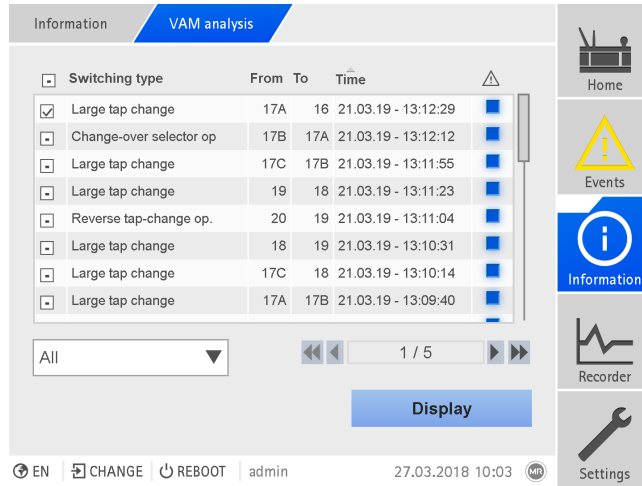 Information VAM analysis
Switching type From To Time
Large tap change 17A 16 21.03.19 - 13:12:29
Change-over selector op 17B 17A 21.03.19 - 13:12:12
Large tap change 17C 17B 21.03.19 - 13:11:55
Large tap change 19 18 21.03.19 - 13:11:23
Reverse tap-change op. 20 19 21.03.19 - 13:11:04
Large tap change 18 19 21.03.19 - 13:10:31
Large tap change 17C 18 21.03.19 - 13:10:14
Large tap change 17A 17B 21.03.19 - 13:09:40
All
1 / 5
Display
EN CHANGE REBOOT admin 27.03.2018 10:03 MR
Home
Events
Information
Recorder
Settings